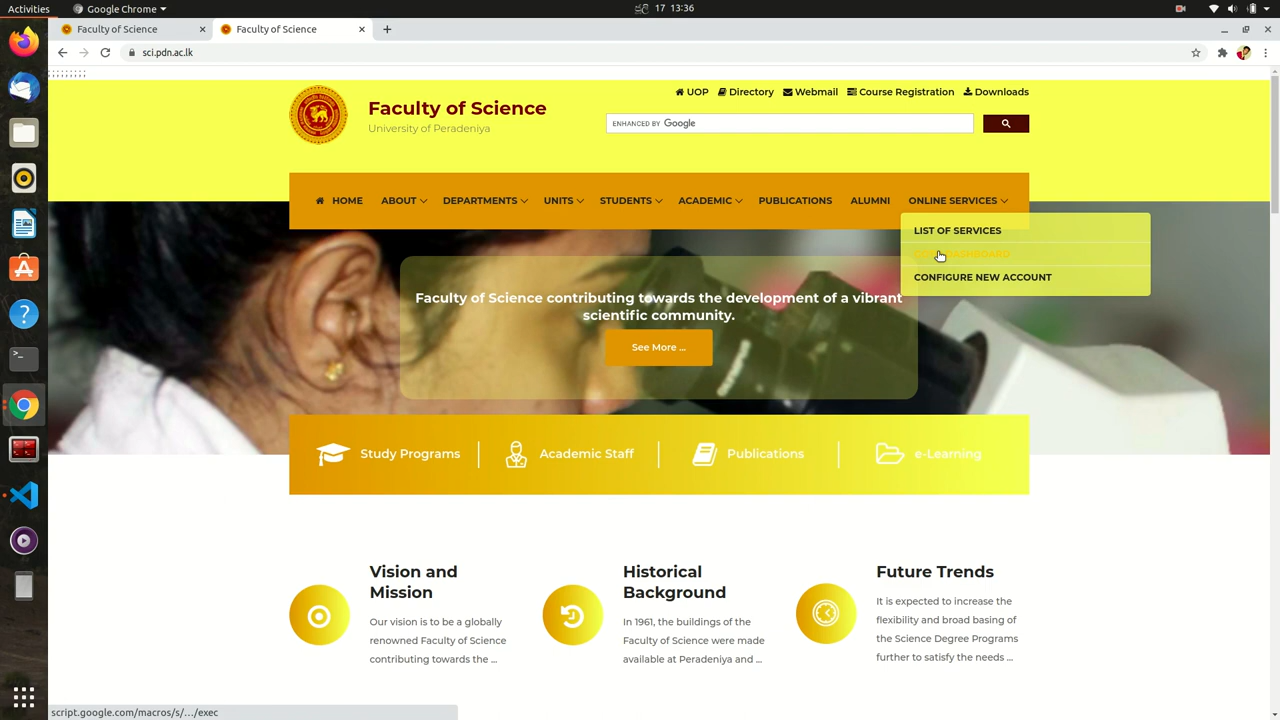 Activities
Google Chrome
17 13:36
Faculty of Science
Faculty of Science
sci.pdn.ac.lk
;;;;;;;;;
UOP
Directory
Webmail
Course Registration
Downloads
Faculty of Science
University of Peradeniya
ENHANCED BY Google
HOME
ABOUT
DEPARTMENTS
UNITS
STUDENTS
ACADEMIC
PUBLICATIONS
ALUMNI
ONLINE SERVICES
LIST OF SERVICES
DASHBOARD
CONFIGURE NEW ACCOUNT
Faculty of Science contributing towards the development of a vibrant
scientific community.
See More ...
Study Programs
Academic Staff
Publications
e-Learning
Vision and
Mission
Our vision is to be a globally
renowned Faculty of Science
contributing towards the ...
Historical
Background
In 1961, the buildings of the
Faculty of Science were made
available at Peradeniya and ...
Future Trends
It is expected to increase the
flexibility and broad basing of
the Science Degree Programs
further to satisfy the needs ...
script.google.com/macros/s/.../exec